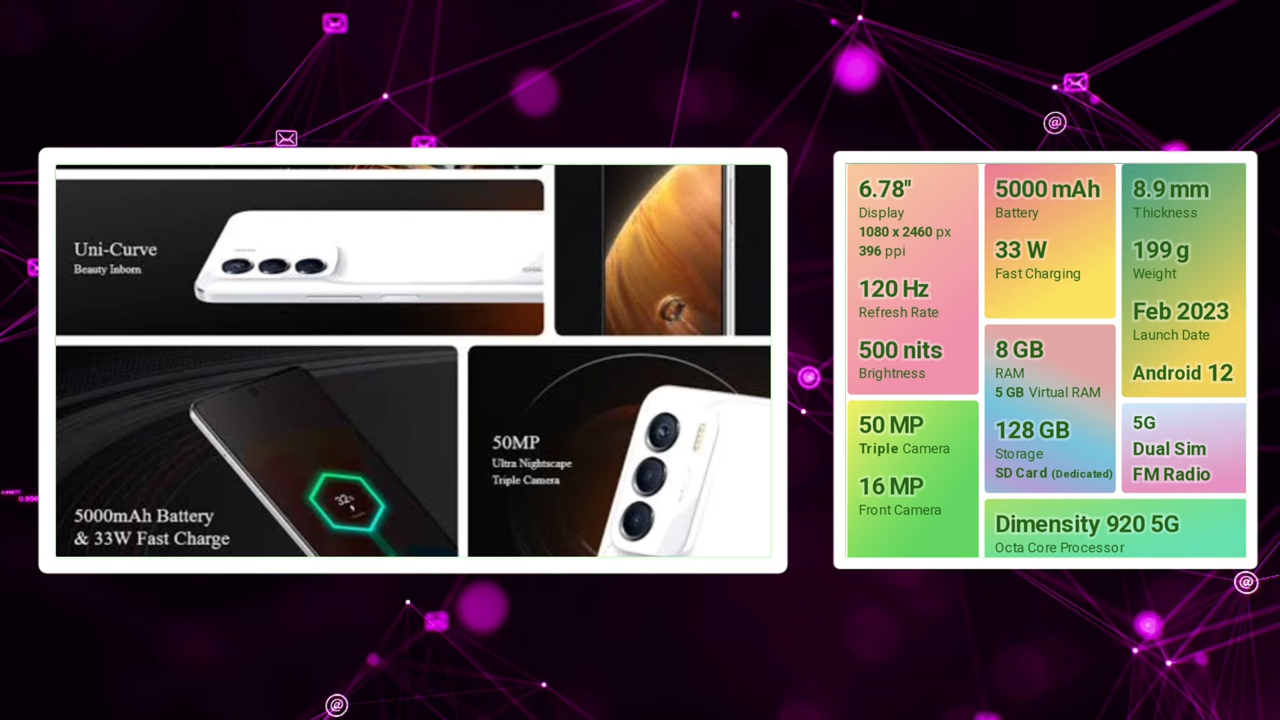 Uni-Curve
Beauty Inborn
5000mAh Battery
& 33W Fast Charge
32%
50MP
Ultra Nightscape
Triple Camera
6.78"
Display
1080 x 2460 px
396 ppi
120 Hz
Refresh Rate
500 nits
Brightness
50 MP
Triple Camera
16 MP
Front Camera
5000 mAh
Battery
33 W
Fast Charging
8 GB
RAM
5 GB Virtual RAM
128 GB
Storage
SD Card (Dedicated)
8.9 mm
Thickness
199 g
Weight
Feb 2023
Launch Date
Android 12
5G
Dual Sim
FM Radio
Dimensity 920 5G
Octa Core Processor